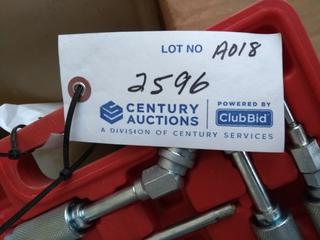 LOT NO A018
2596
CENTURY AUCTIONS POWERED BY ClubBid
A DIVISION OF CENTURY SERVICES